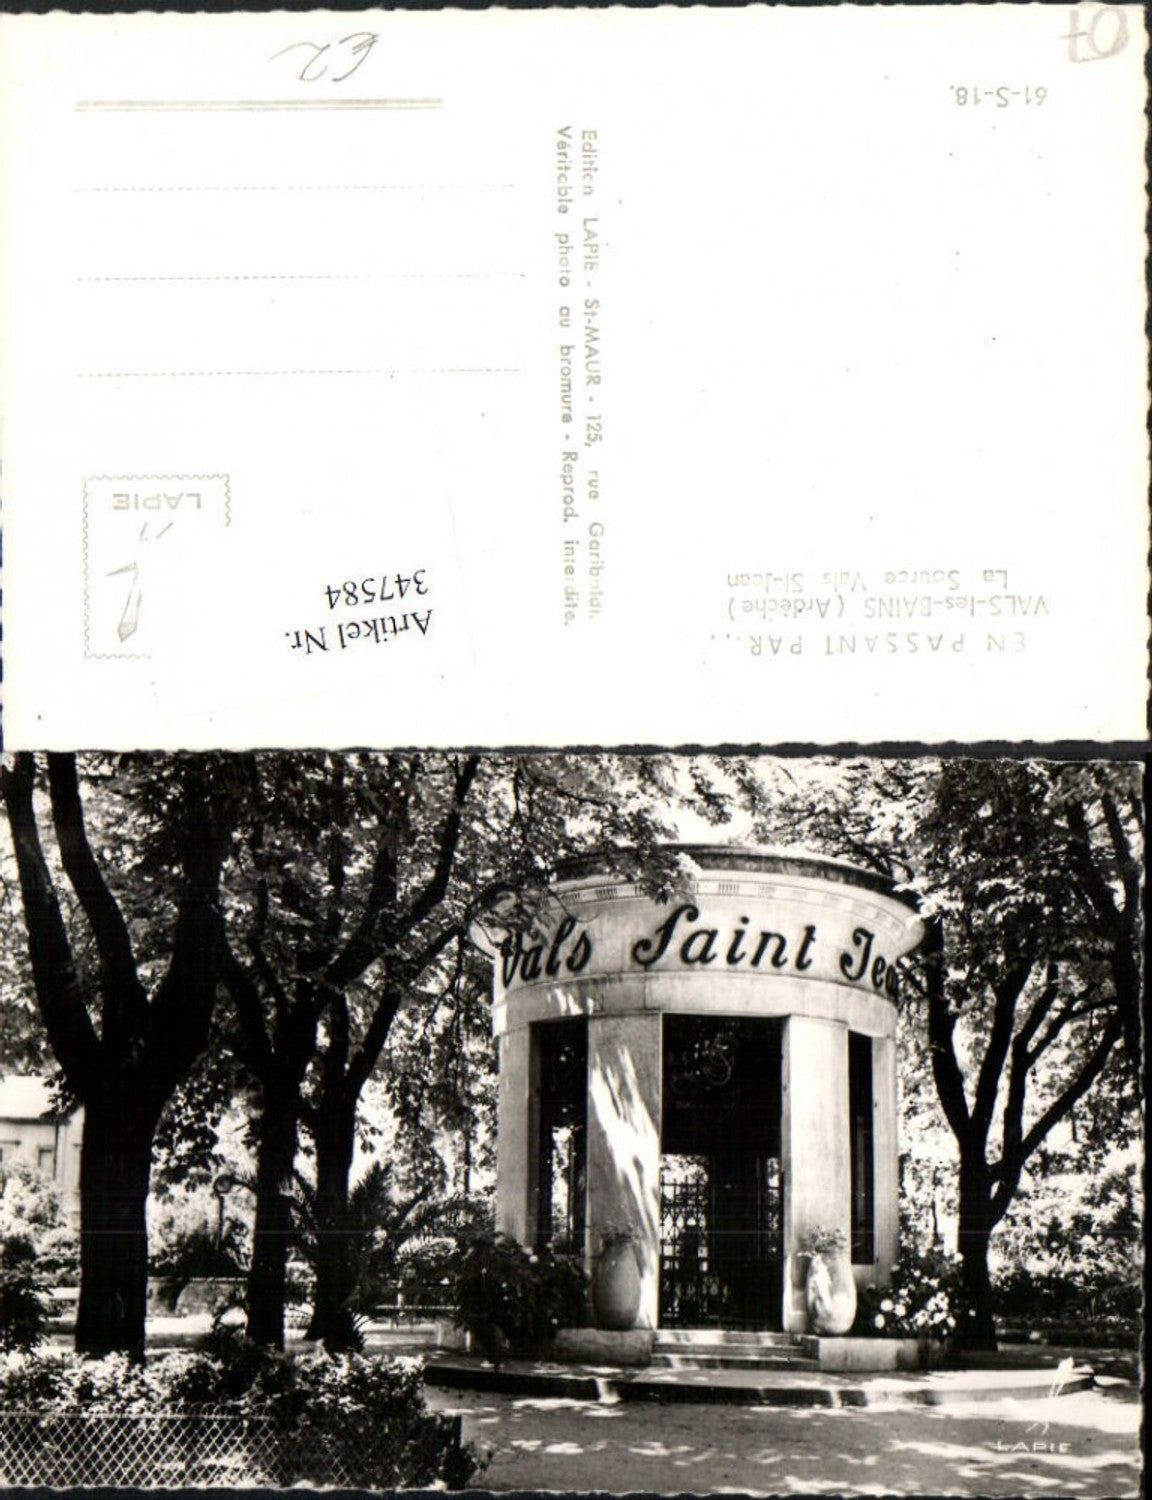 07
€2
61-S-18.
Edition LAPIE - St-MAUR - 125, rue Garibaldi.
Véritable photo au bromure - Reprod. interdite.
LAPIE
Artikel Nr.
347584
EN PASSANT PAR...
VALS-les-BAINS (Ardèche)
La Source Vals St-Jean
Vals Saint Jea
LAPIE